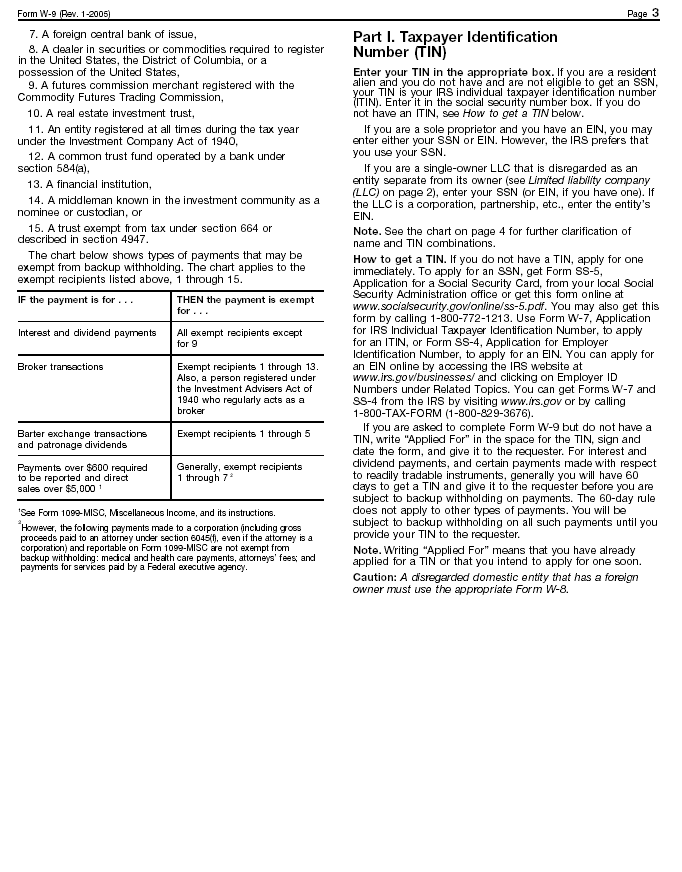 Form W-9 (Rev. 1-2005)
Page 3
7. A foreign central bank of issue,
8. A dealer in securities or commodities required to register
in the United States, the District of Columbia, or a
possession of the United States,
9. A futures commission merchant registered with the
Commodity Futures Trading Commission,
10. A real estate investment trust,
11. An entity registered at all times during the tax year
under the Investment Company Act of 1940,
12. A common trust fund operated by a bank under
section 584(a),
13. A financial institution,
14. A middleman known in the investment community as a
nominee or custodian, or
15. A trust exempt from tax under section 664 or
described in section 4947.
The chart below shows types of payments that may be
exempt from backup withholding. The chart applies to the
exempt recipients listed above, 1 through 15.
IF the payment is for . . .
THEN the payment is exempt
for . . .
Interest and dividend payments
All exempt recipients except
for 9
Broker transactions
Exempt recipients 1 through 13.
Also, a person registered under
the Investment Advisers Act of
1940 who regularly acts as a
broker
Barter exchange transactions
and patronage dividends
Exempt recipients 1 through 5
Payments over $600 required
to be reported and direct
sales over $5,000 ¹
Generally, exempt recipients
1 through 7 ²
¹See Form 1099-MISC, Miscellaneous Income, and its instructions.
²However, the following payments made to a corporation (including gross
proceeds paid to an attorney under section 6045(f), even if the attorney is a
corporation) and reportable on Form 1099-MISC are not exempt from
backup withholding: medical and health care payments, attorneys' fees; and
payments for services paid by a Federal executive agency.
Part I. Taxpayer Identification
Number (TIN)
Enter your TIN in the appropriate box. If you are a resident
alien and you do not have and are not eligible to get an SSN,
your TIN is your IRS individual taxpayer identification number
(ITIN). Enter it in the social security number box. If you do
not have an ITIN, see How to get a TIN below.
If you are a sole proprietor and you have an EIN, you may
enter either your SSN or EIN. However, the IRS prefers that
you use your SSN.
If you are a single-owner LLC that is disregarded as an
entity separate from its owner (see Limited liability company
(LLC) on page 2), enter your SSN (or EIN, if you have one). If
the LLC is a corporation, partnership, etc., enter the entity's
EIN.
Note. See the chart on page 4 for further clarification of
name and TIN combinations.
How to get a TIN. If you do not have a TIN, apply for one
immediately. To apply for an SSN, get Form SS-5,
Application for a Social Security Card, from your local Social
Security Administration office or get this form online at
www.socialsecurity.gov/online/ss-5.pdf. You may also get this
form by calling 1-800-772-1213. Use Form W-7, Application
for IRS Individual Taxpayer Identification Number, to apply
for an ITIN, or Form SS-4, Application for Employer
Identification Number, to apply for an EIN. You can apply for
an EIN online by accessing the IRS website at
www.irs.gov/businesses/ and clicking on Employer ID
Numbers under Related Topics. You can get Forms W-7 and
SS-4 from the IRS by visiting www.irs.gov or by calling
1-800-TAX-FORM (1-800-829-3676).
If you are asked to complete Form W-9 but do not have a
TIN, write "Applied For" in the space for the TIN, sign and
date the form, and give it to the requester. For interest and
dividend payments, and certain payments made with respect
to readily tradable instruments, generally you will have 60
days to get a TIN and give it to the requester before you are
subject to backup withholding on payments. The 60-day rule
does not apply to other types of payments. You will be
subject to backup withholding on all such payments until you
provide your TIN to the requester.
Note. Writing "Applied For" means that you have already
applied for a TIN or that you intend to apply for one soon.
Caution: A disregarded domestic entity that has a foreign
owner must use the appropriate Form W-8.